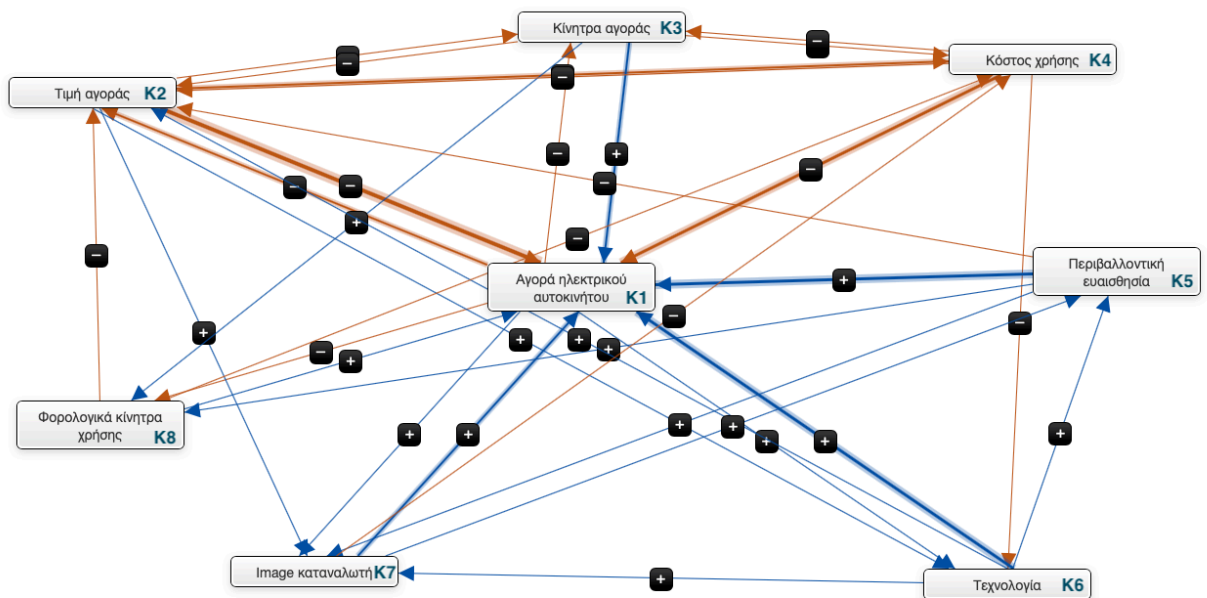 Κίνητρα αγοράς K3
Κόστος χρήσης K4
Τιμή αγοράς K2
Περιβαλλοντική
ευαισθησία K5
Αγορά ηλεκτρικού
αυτοκινήτου K1
Φορολογικά κίνητρα
χρήσης K8
Image καταναλωτή K7
Τεχνολογία K6